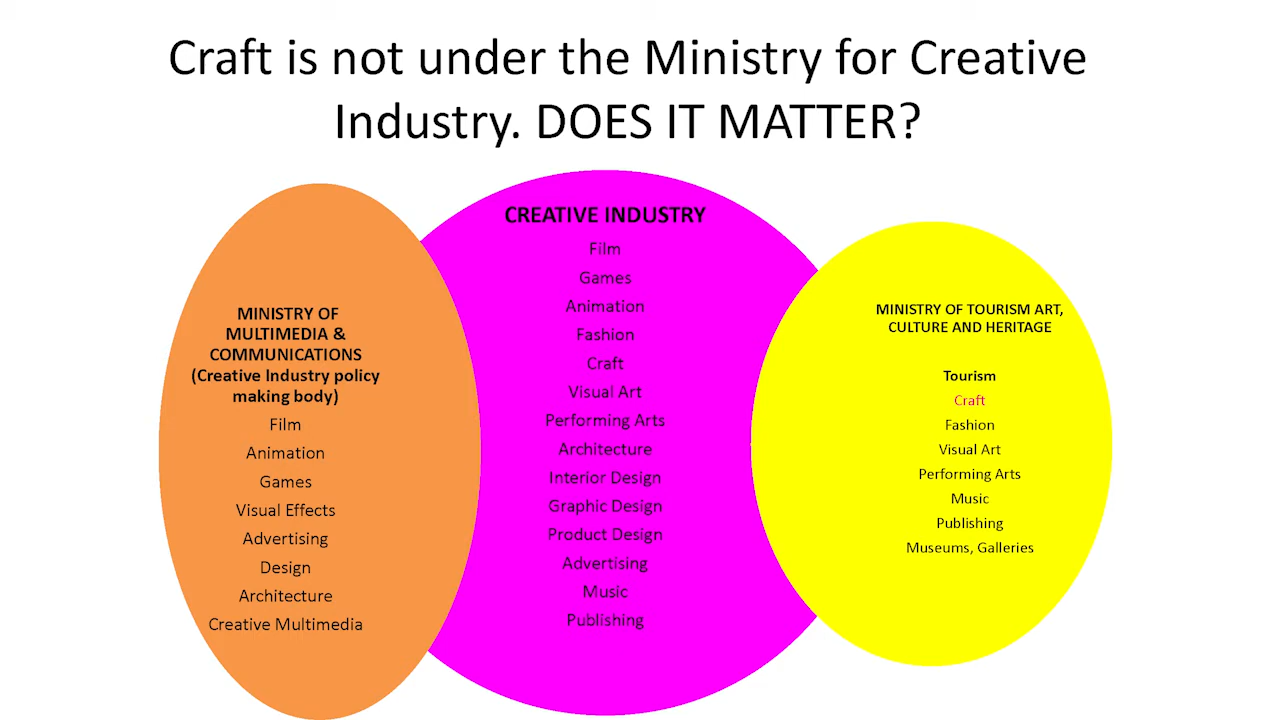 Craft is not under the Ministry for Creative
Industry. DOES IT MATTER?
MINISTRY OF
MULTIMEDIA &
COMMUNICATIONS
(Creative Industry policy
making body)
Film
Animation
Games
Visual Effects
Advertising
Design
Architecture
Creative Multimedia
CREATIVE INDUSTRY
Film
Games
Animation
Fashion
Craft
Visual Art
Performing Arts
Architecture
Interior Design
Graphic Design
Product Design
Advertising
Music
Publishing
MINISTRY OF TOURISM ART,
CULTURE AND HERITAGE
Tourism
Craft
Fashion
Visual Art
Performing Arts
Music
Publishing
Museums, Galleries